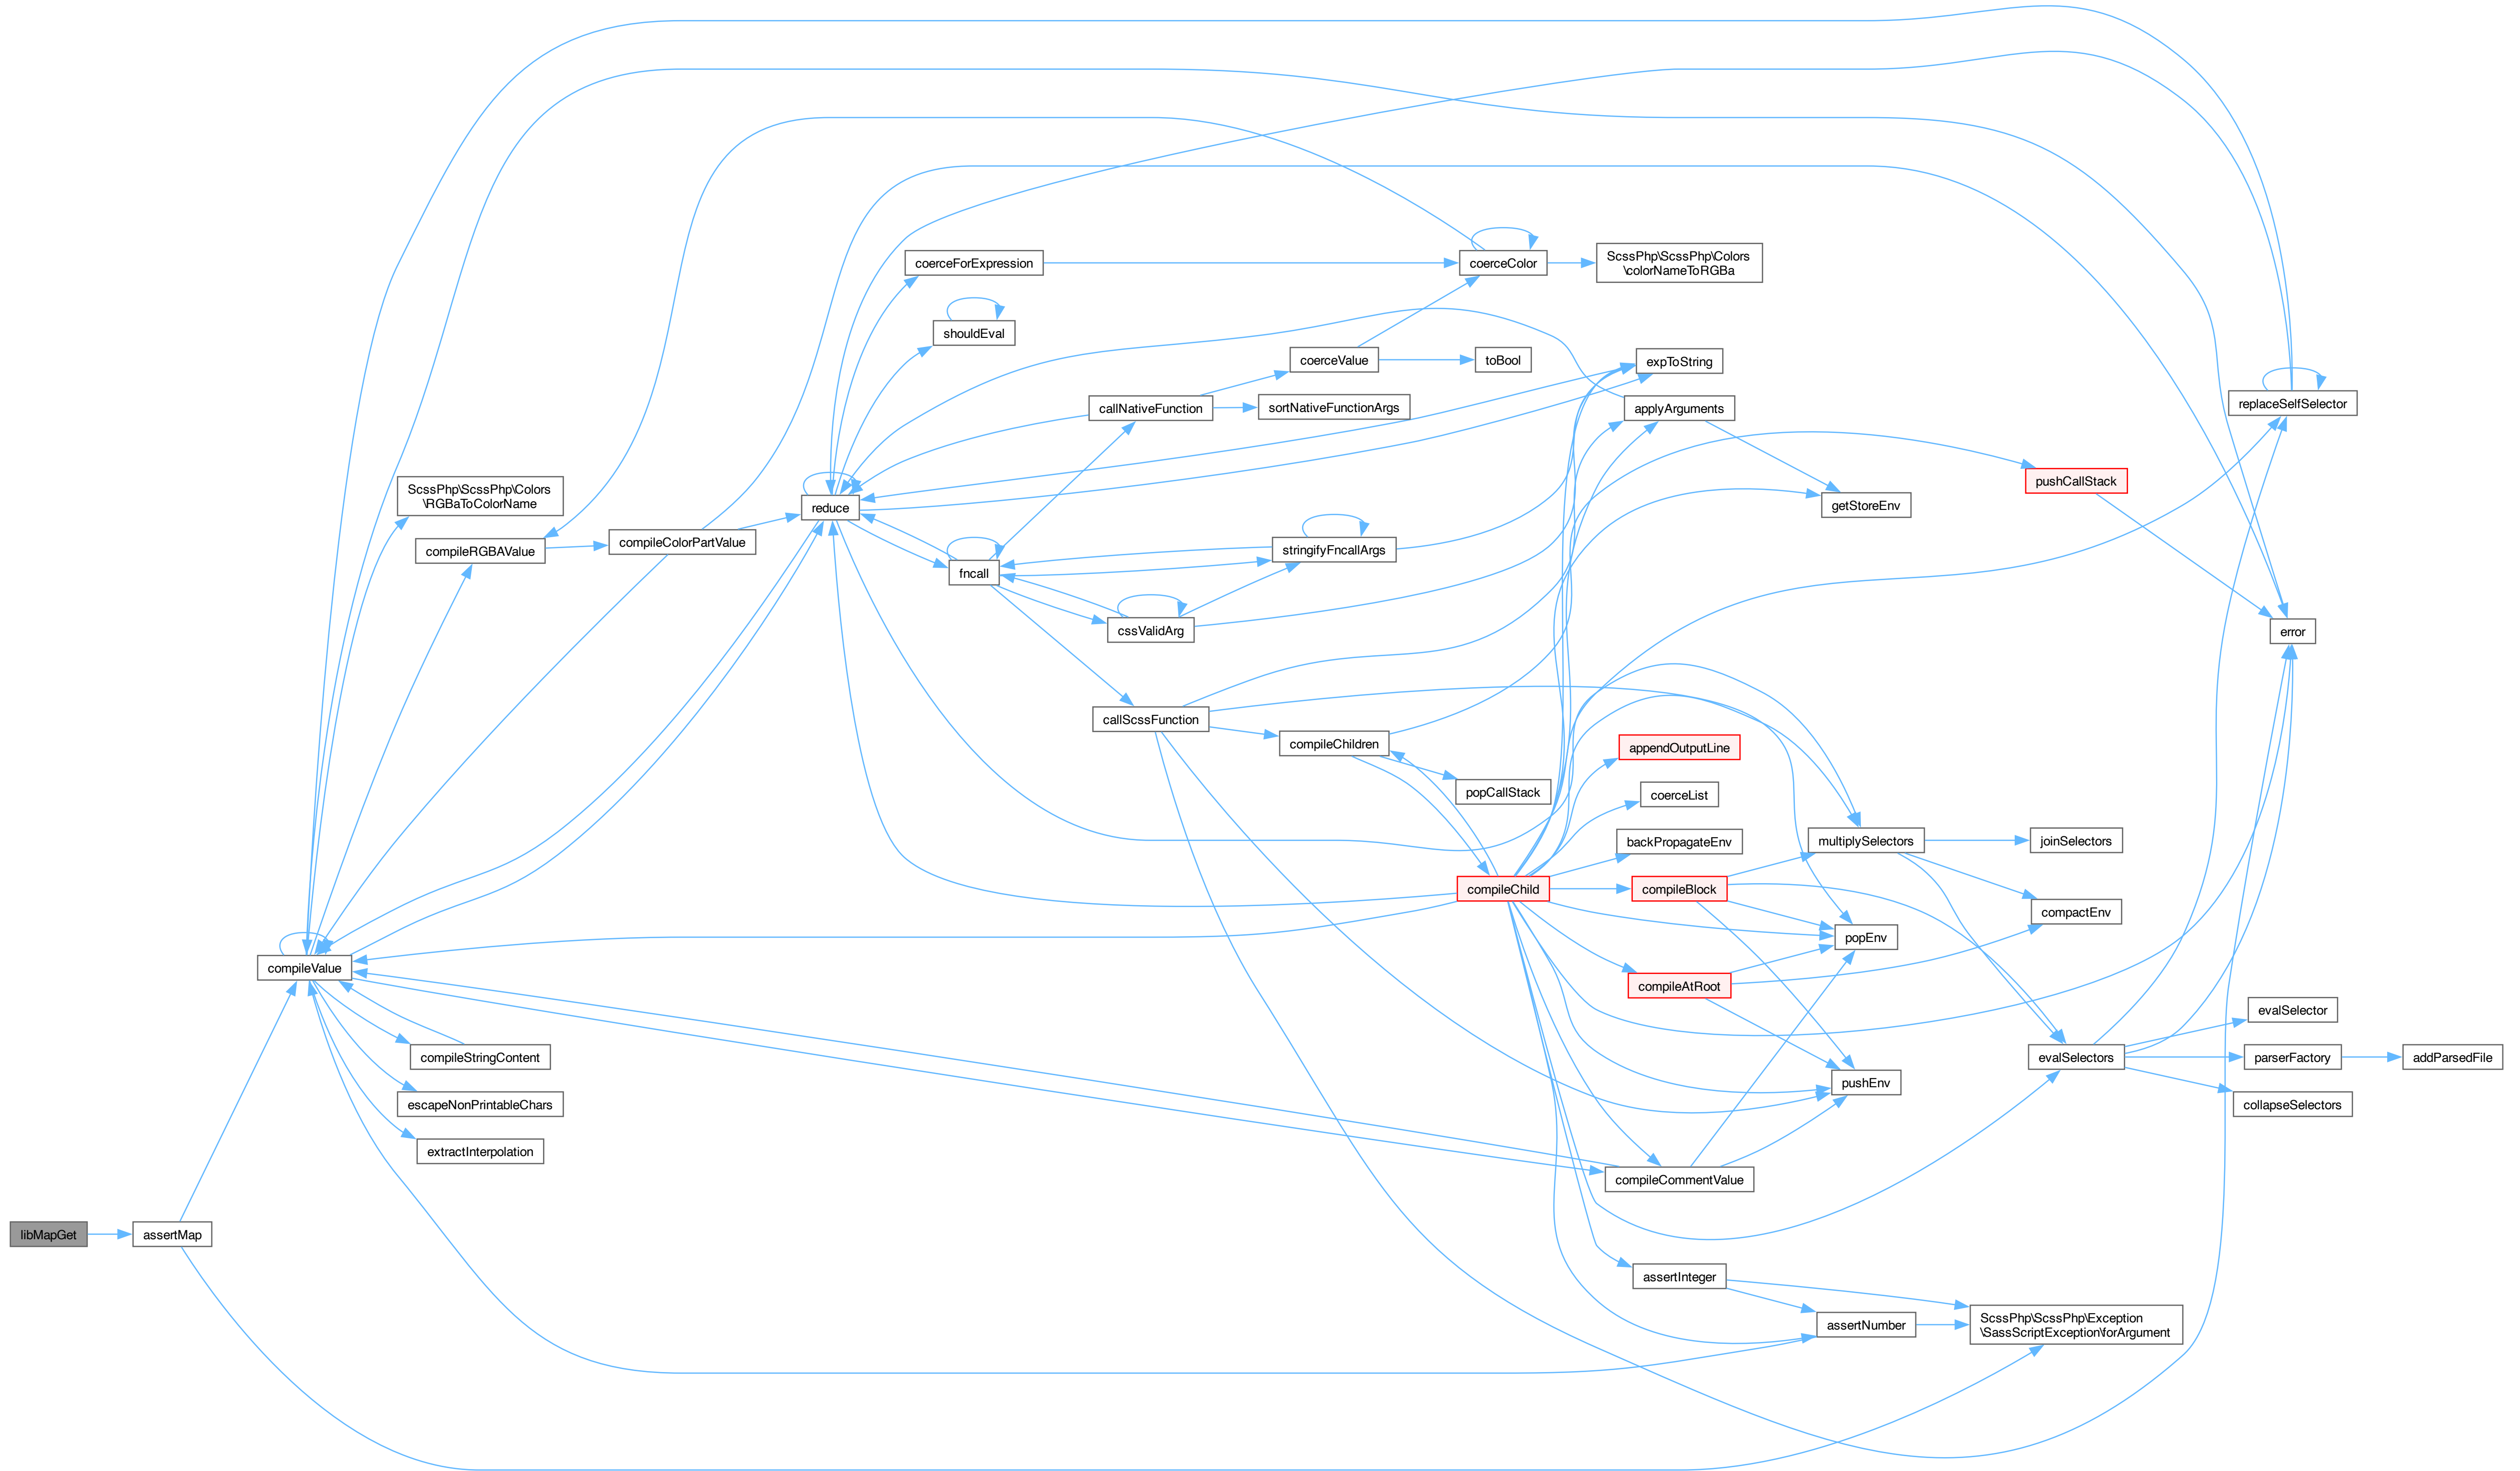 libMapGet
assertMap
compileValue
ScssPhp\ScssPhp\Colors
\RGBaToColorName
compileRGBAValue
compileStringContent
escapeNonPrintableChars
extractInterpolation
compileColorPartValue
reduce
coerceForExpression
shouldEval
fncall
callNativeFunction
cssValidArg
callScssFunction
coerceValue
sortNativeFunctionArgs
stringifyFncallArgs
compileChildren
coerceColor
toBool
popCallStack
compileChild
ScssPhp\ScssPhp\Colors
\colorNameToRGBa
expToString
applyArguments
appendOutputLine
coerceList
backPropagateEnv
compileBlock
compileAtRoot
compileCommentValue
assertInteger
getStoreEnv
multiplySelectors
popEnv
pushEnv
assertNumber
pushCallStack
joinSelectors
compactEnv
evalSelectors
ScssPhp\ScssPhp\Exception
\SassScriptException\forArgument
replaceSelfSelector
error
evalSelector
parserFactory
collapseSelectors
addParsedFile